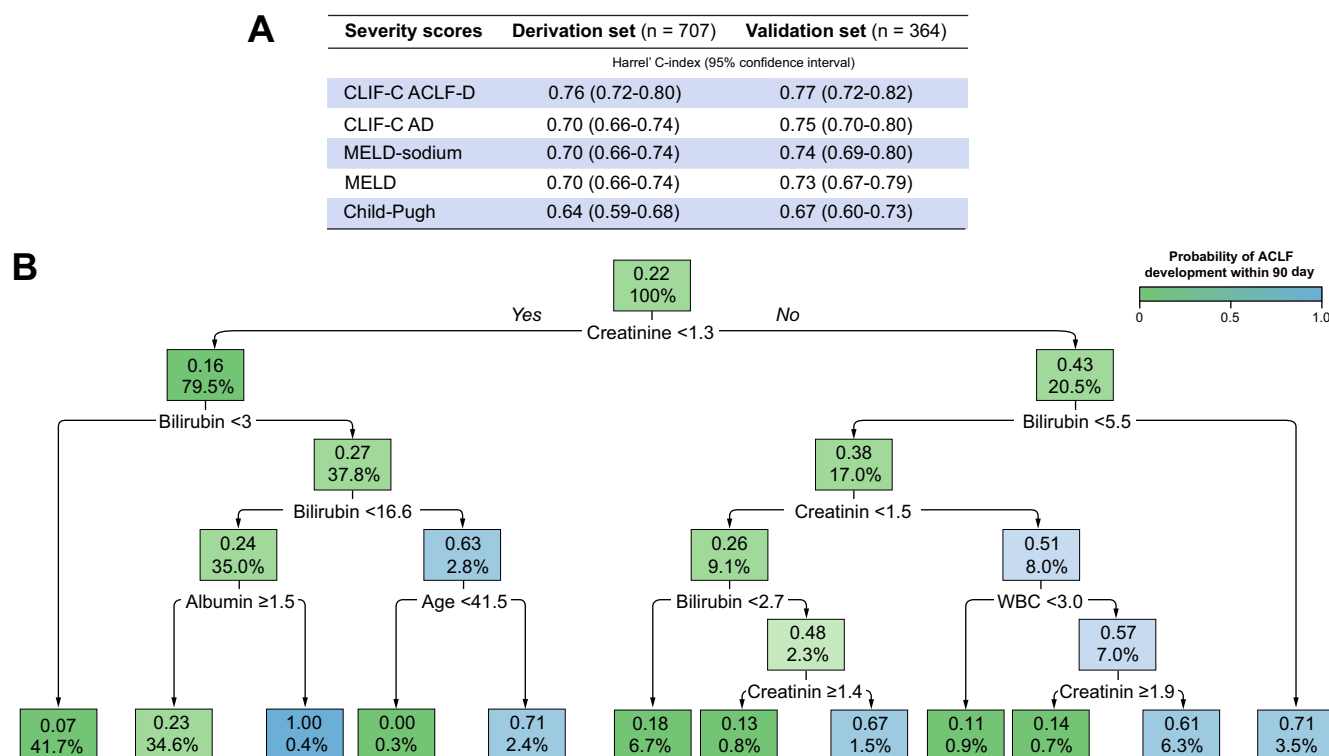 A
Severity scores Derivation set (n = 707) Validation set (n = 364)
Harrel' C-index (95% confidence interval)
CLIF-C ACLF-D 0.76 (0.72-0.80) 0.77 (0.72-0.82)
CLIF-C AD 0.70 (0.66-0.74) 0.75 (0.70-0.80)
MELD-sodium 0.70 (0.66-0.74) 0.74 (0.69-0.80)
MELD 0.70 (0.66-0.74) 0.73 (0.67-0.79)
Child-Pugh 0.64 (0.59-0.68) 0.67 (0.60-0.73)
B
Probability of ACLF
development within 90 day
0 0.5 1.0
0.22
100%
Yes No
Creatinine <1.3
0.16 0.43
79.5% 20.5%
Bilirubin <3 Bilirubin <5.5
0.27 0.38
37.8% 17.0%
Bilirubin <16.6 Creatinin <1.5
0.24 0.63 0.26 0.51
35.0% 2.8% 9.1% 8.0%
Albumin ≥1.5 Age <41.5 Bilirubin <2.7 WBC <3.0
0.48 0.57
2.3% 7.0%
Creatinin ≥1.4 Creatinin ≥1.9
0.07 0.23 1.00 0.00 0.71 0.18 0.13 0.67 0.11 0.14 0.61 0.71
41.7% 34.6% 0.4% 0.3% 2.4% 6.7% 0.8% 1.5% 0.9% 0.7% 6.3% 3.5%